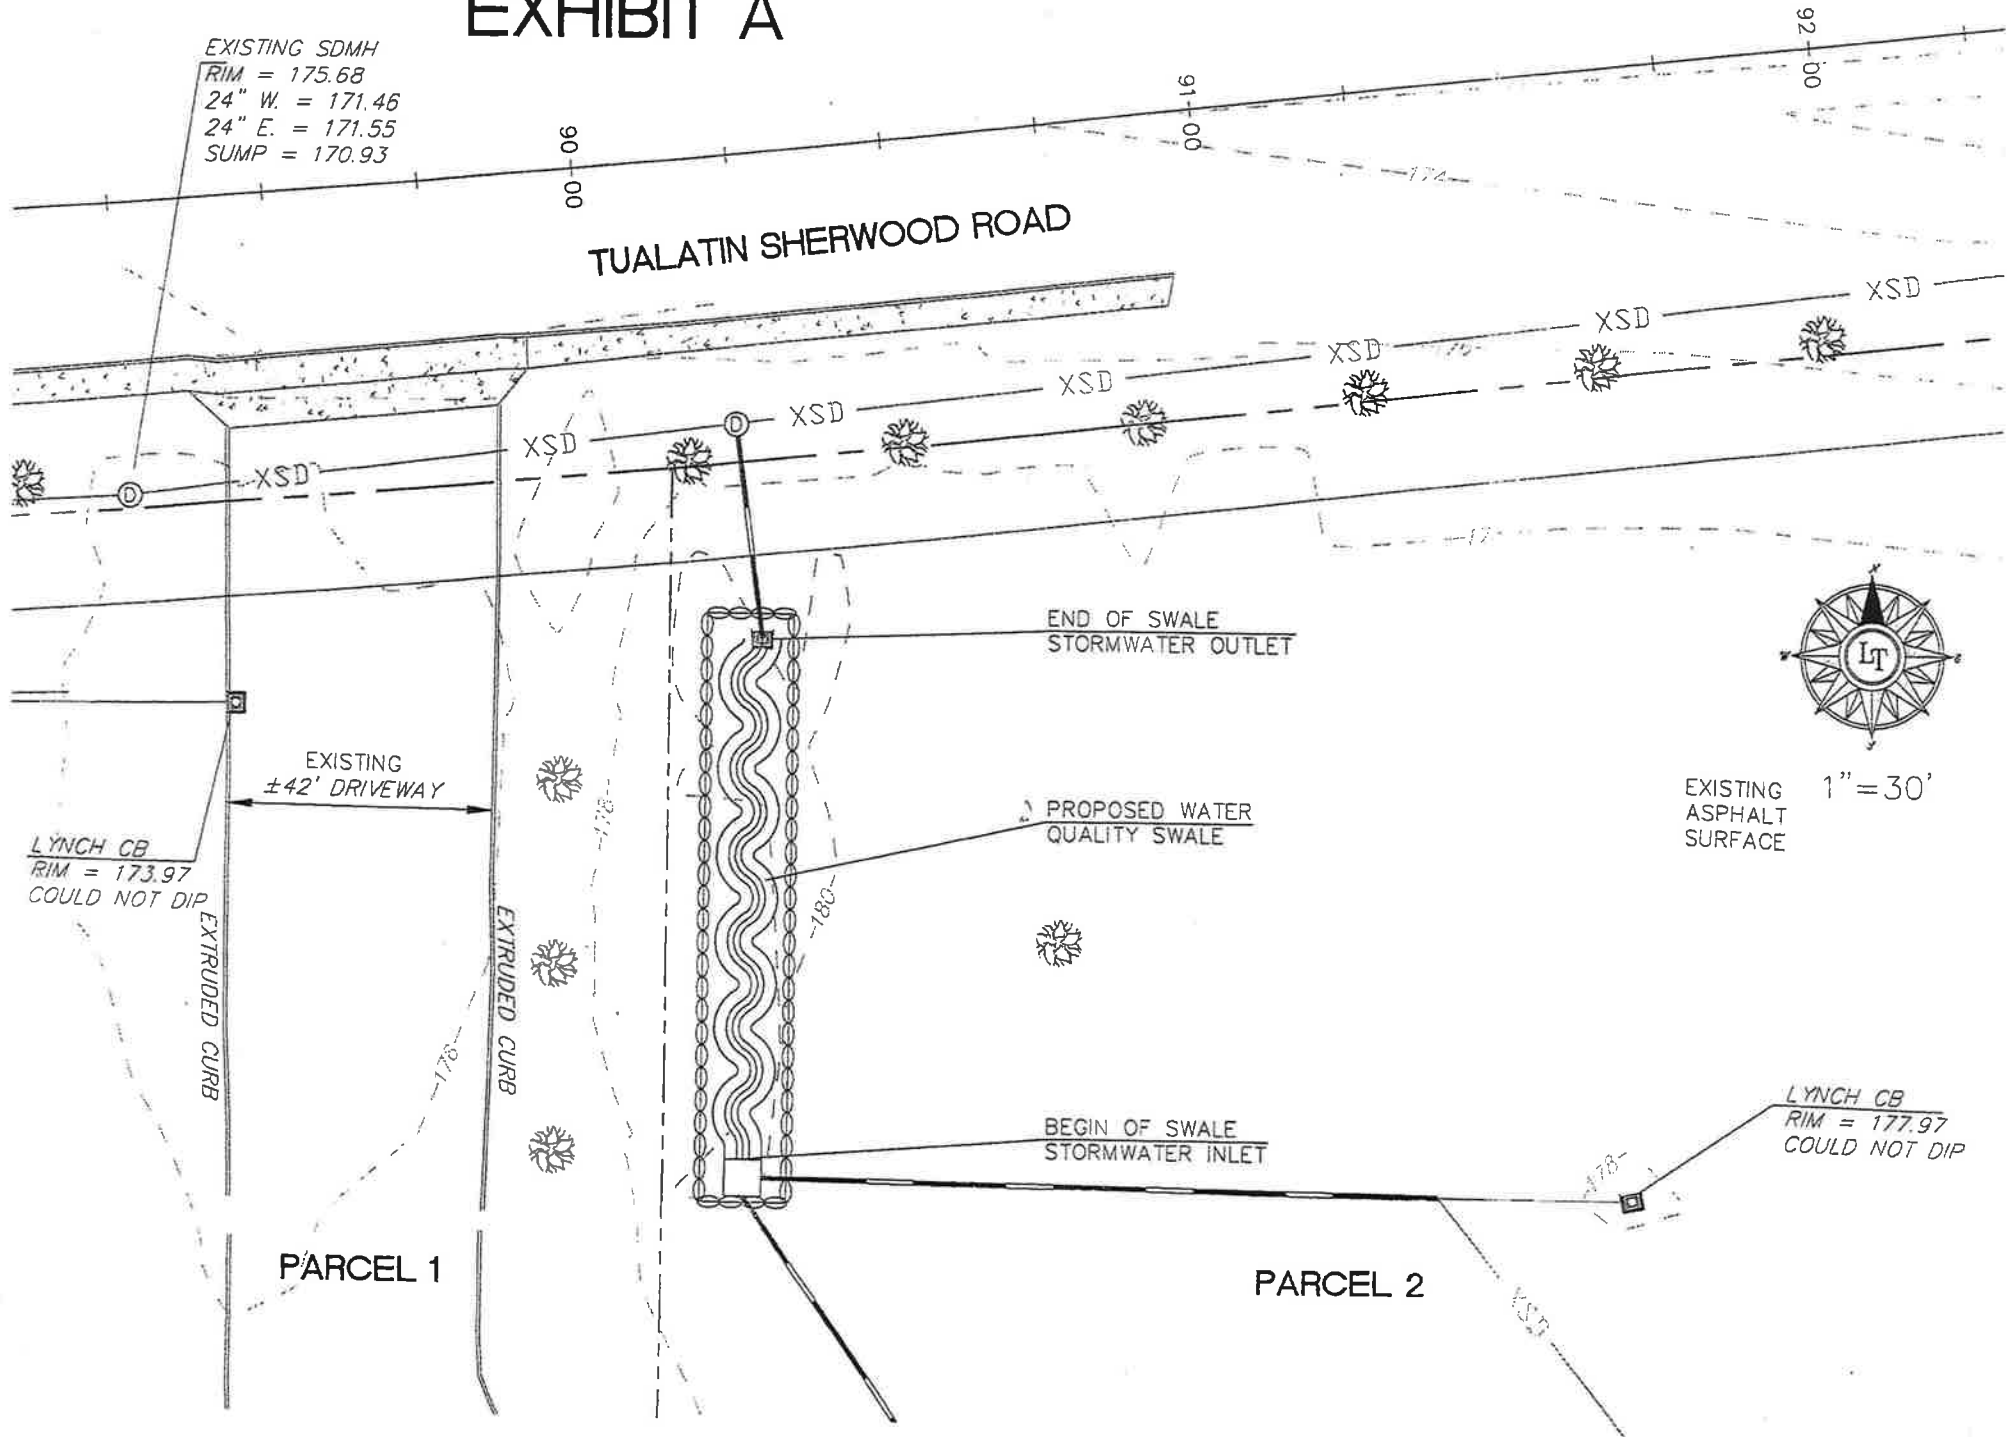 EXHIBIT A
EXISTING SDMH
RIM = 175.68
24" W. = 171.46
24" E. = 171.55
SUMP = 170.93
90
00
91
00
92
00
TUALATIN SHERWOOD ROAD
174
XSD
XSD
XSD
XSD
XSD
XSD
XSD
D
D
END OF SWALE
STORMWATER OUTLET
N
LT
EXISTING
±42' DRIVEWAY
178
PROPOSED WATER
QUALITY SWALE
EXISTING
ASPHALT
SURFACE
1"=30'
LYNCH CB
RIM = 173.97
COULD NOT DIP
180
EXTRUDED CURB
EXTRUDED CURB
BEGIN OF SWALE
STORMWATER INLET
LYNCH CB
RIM = 177.97
COULD NOT DIP
178
PARCEL 1
PARCEL 2
XSD